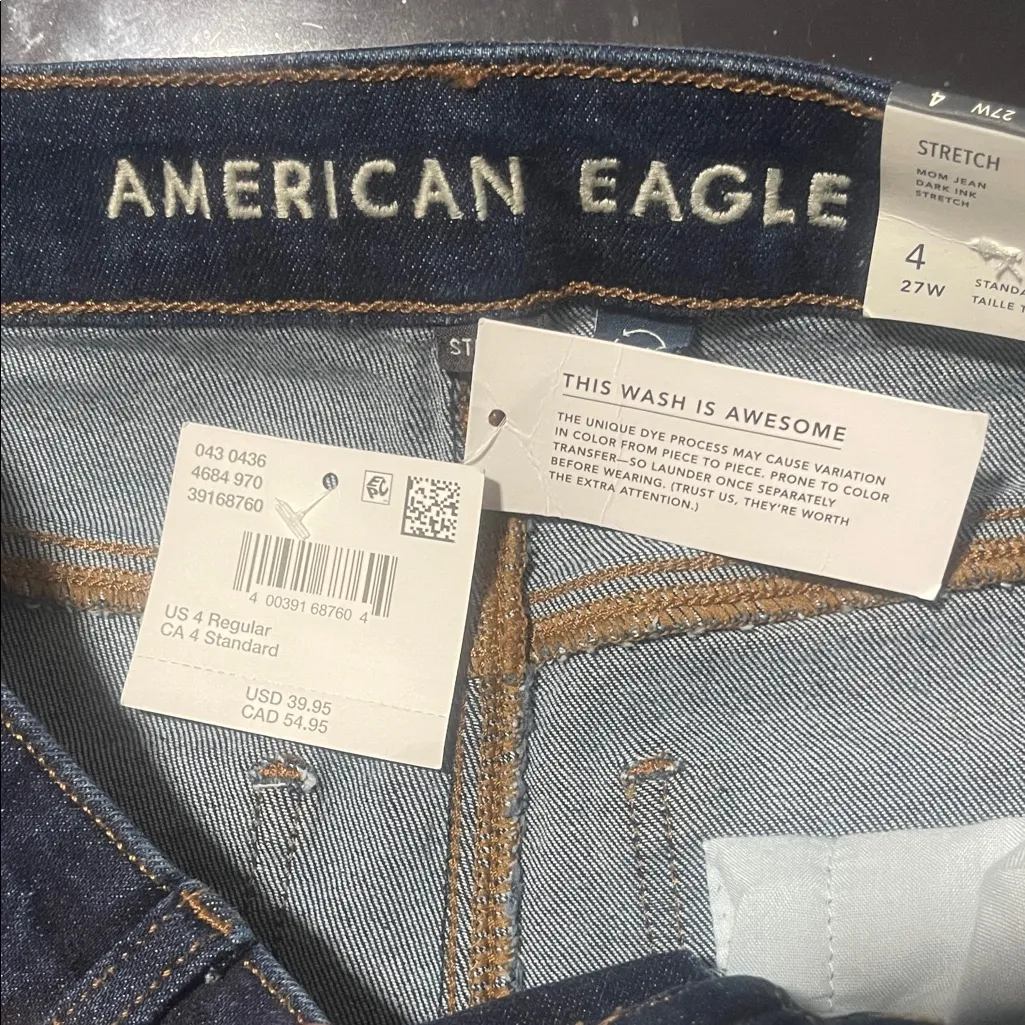 AMERICAN EAGLE
4 27W
STRETCH
MOM JEAN
DARK INK
STRETCH
4
27W
TAILLE
THIS WASH IS AWESOME
THE UNIQUE DYE PROCESS MAY CAUSE VARIATION
IN COLOR FROM PIECE TO PIECE. PRONE TO COLOR
TRANSFER—SO LAUNDER ONCE SEPARATELY
BEFORE WEARING. (TRUST US, THEY'RE WORTH
THE EXTRA ATTENTION.)
043 0436
4684 970
39168760
4 00391 68760 4
US 4 Regular
CA 4 Standard
USD 39.95
CAD 54.95